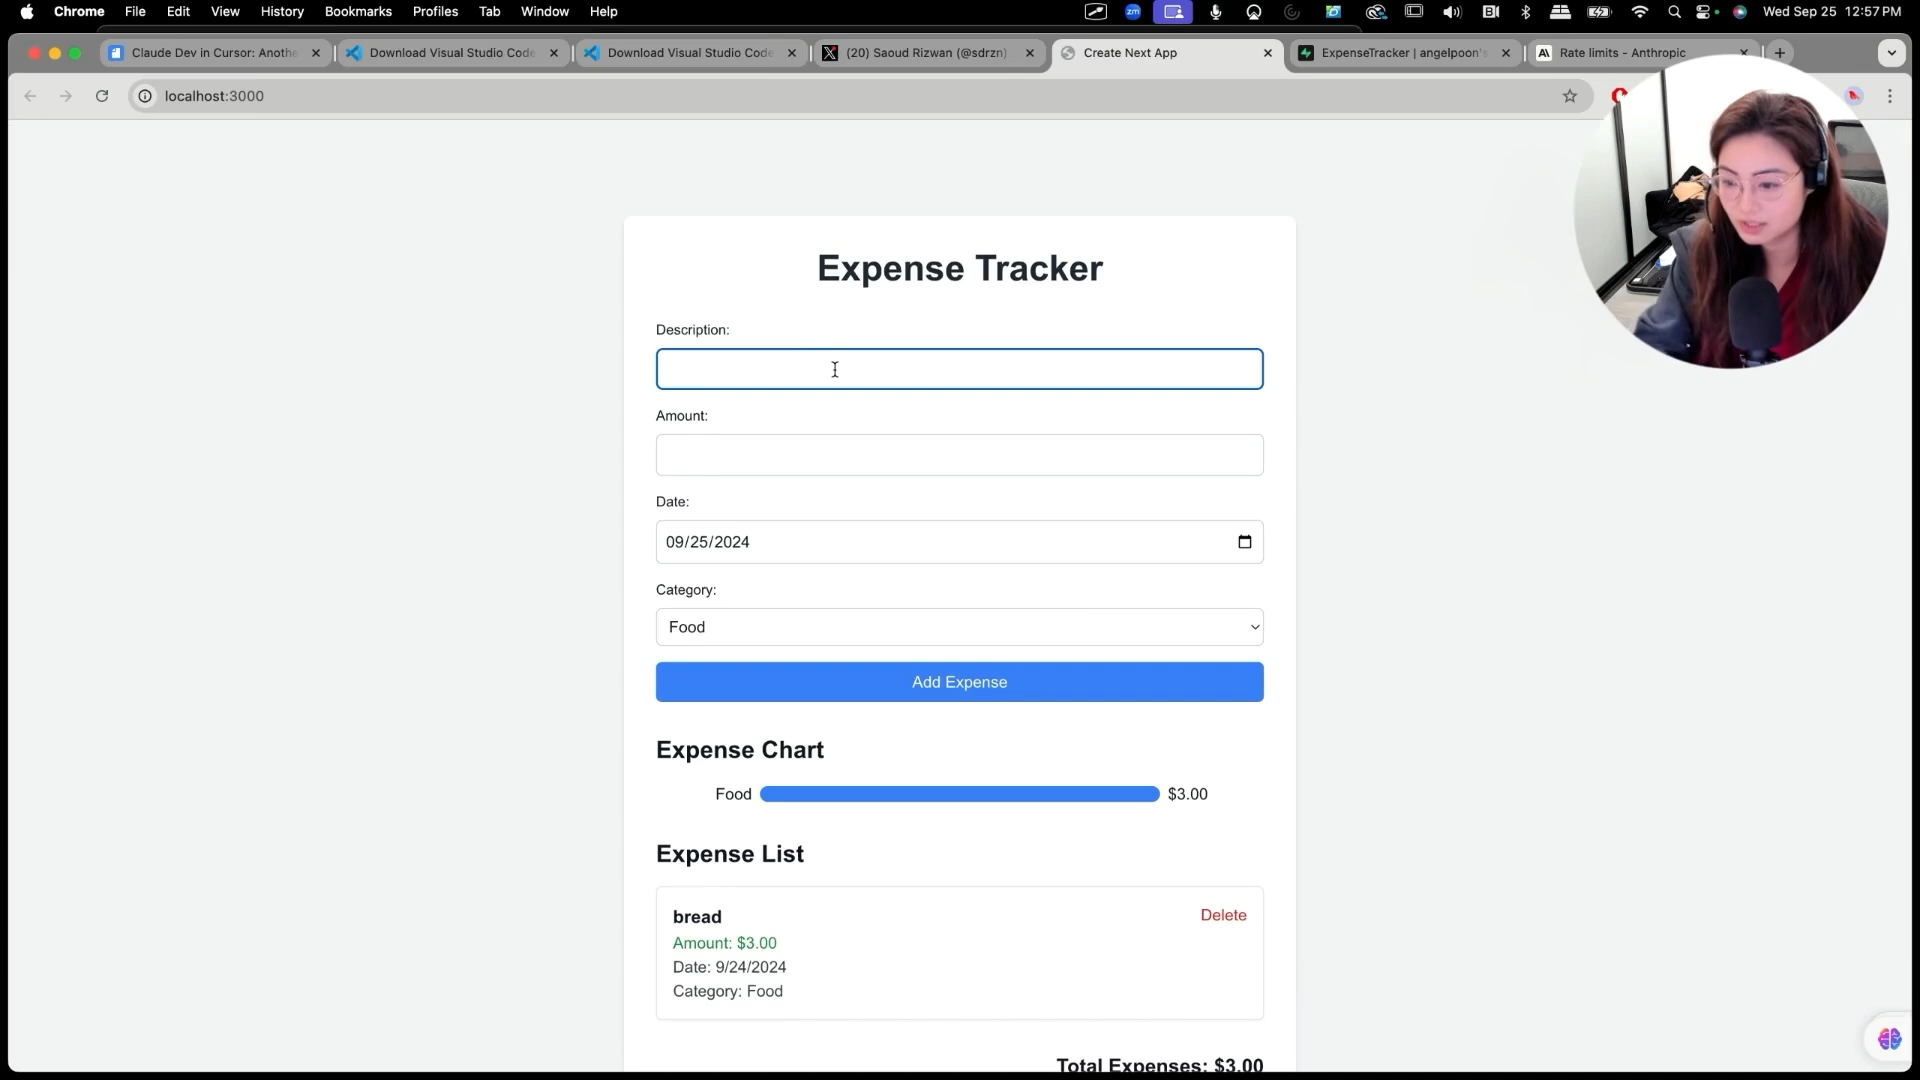 Chrome File Edit View History Bookmarks Profiles Tab Window Help
zm
Wed Sep 25 12:57 PM
Claude Dev in Cursor: Anothe
Download Visual Studio Code
Download Visual Studio Code
(20) Saoud Rizwan (@sdrzn)
Create Next App
ExpenseTracker | angelpoon's
Rate limits - Anthropic
localhost:3000
Expense Tracker
Description:
Amount:
Date:
09/25/2024
Category:
Food
Add Expense
Expense Chart
Food $3.00
Expense List
bread Delete
Amount: $3.00
Date: 9/24/2024
Category: Food
Total Expenses: $3.00